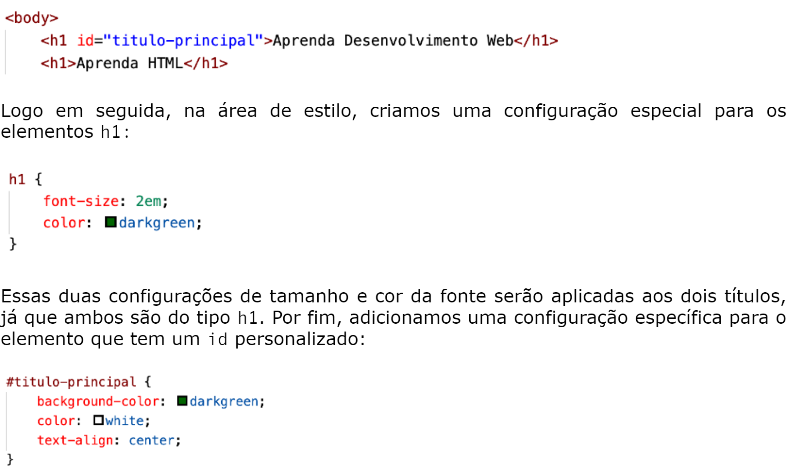 <body>
<h1 id="titulo-principal">Aprenda Desenvolvimento Web</h1>
<h1>Aprenda HTML</h1>
Logo em seguida, na área de estilo, criamos uma configuração especial para os
elementos h1:
h1 {
font-size: 2em;
color: darkgreen;
}
Essas duas configurações de tamanho e cor da fonte serão aplicadas aos dois títulos,
já que ambos são do tipo h1. Por fim, adicionamos uma configuração específica para o
elemento que tem um id personalizado:
#titulo-principal {
background-color: darkgreen;
color: white;
text-align: center;
}